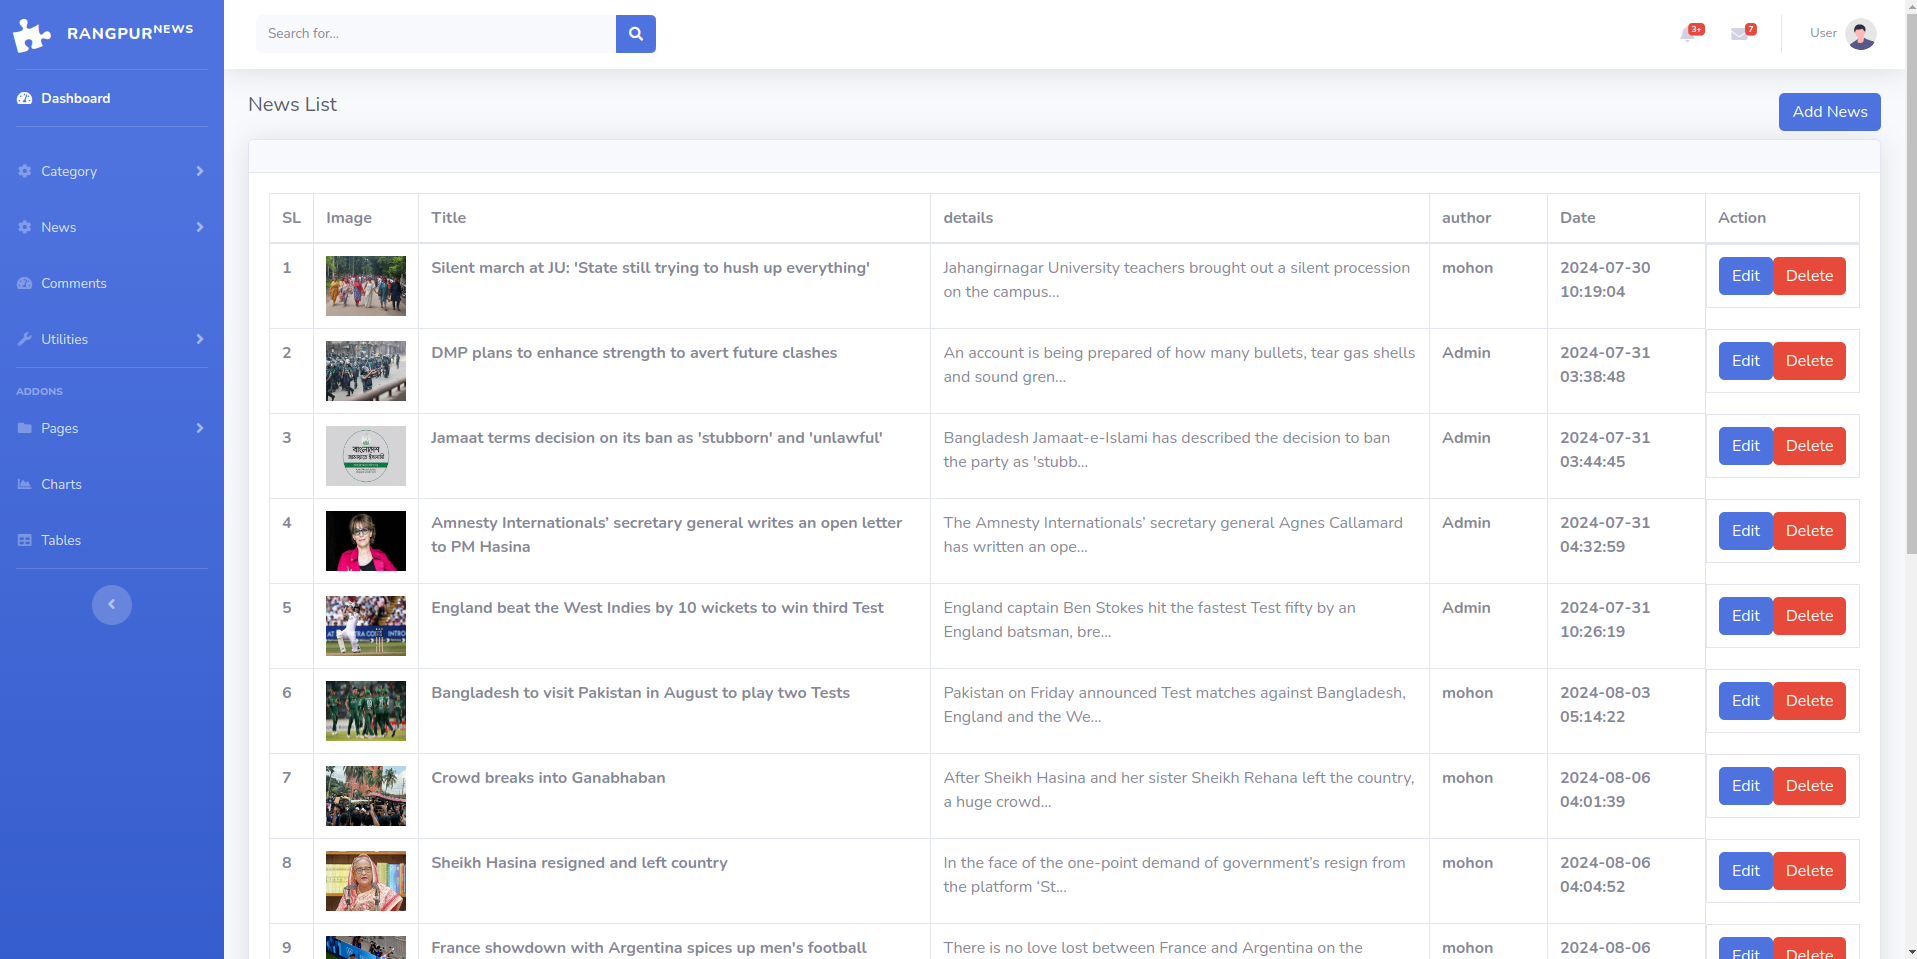 RANGPURNEWS
Search for...
3+
7
User
Dashboard
Category
News
Comments
Utilities
ADDONS
Pages
Charts
Tables
News List
Add News
SL Image Title details author Date Action
1 Silent march at JU: 'State still trying to hush up everything' Jahangirnagar University teachers brought out a silent procession mohon 2024-07-30 Edit Delete
on the campus... 10:19:04
2 DMP plans to enhance strength to avert future clashes An account is being prepared of how many bullets, tear gas shells Admin 2024-07-31 Edit Delete
and sound gren... 03:38:48
3 Jamaat terms decision on its ban as 'stubborn' and 'unlawful' Bangladesh Jamaat-e-Islami has described the decision to ban Admin 2024-07-31 Edit Delete
the party as 'stubb... 03:44:45
বাংলাদেশ
জামায়াতে ইসলামী
4 Amnesty Internationals’ secretary general writes an open letter The Amnesty Internationals’ secretary general Agnes Callamard Admin 2024-07-31 Edit Delete
to PM Hasina has written an ope... 04:32:59
5 England beat the West Indies by 10 wickets to win third Test England captain Ben Stokes hit the fastest Test fifty by an Admin 2024-07-31 Edit Delete
England batsman, bre... 10:26:19
6 Bangladesh to visit Pakistan in August to play two Tests Pakistan on Friday announced Test matches against Bangladesh, mohon 2024-08-03 Edit Delete
England and the We... 05:14:22
7 Crowd breaks into Ganabhaban After Sheikh Hasina and her sister Sheikh Rehana left the country, mohon 2024-08-06 Edit Delete
a huge crowd... 04:01:39
8 Sheikh Hasina resigned and left country In the face of the one-point demand of government’s resign from mohon 2024-08-06 Edit Delete
the platform ‘St... 04:04:52
9 France showdown with Argentina spices up men's football There is no love lost between France and Argentina on the mohon 2024-08-06 Edit Delete